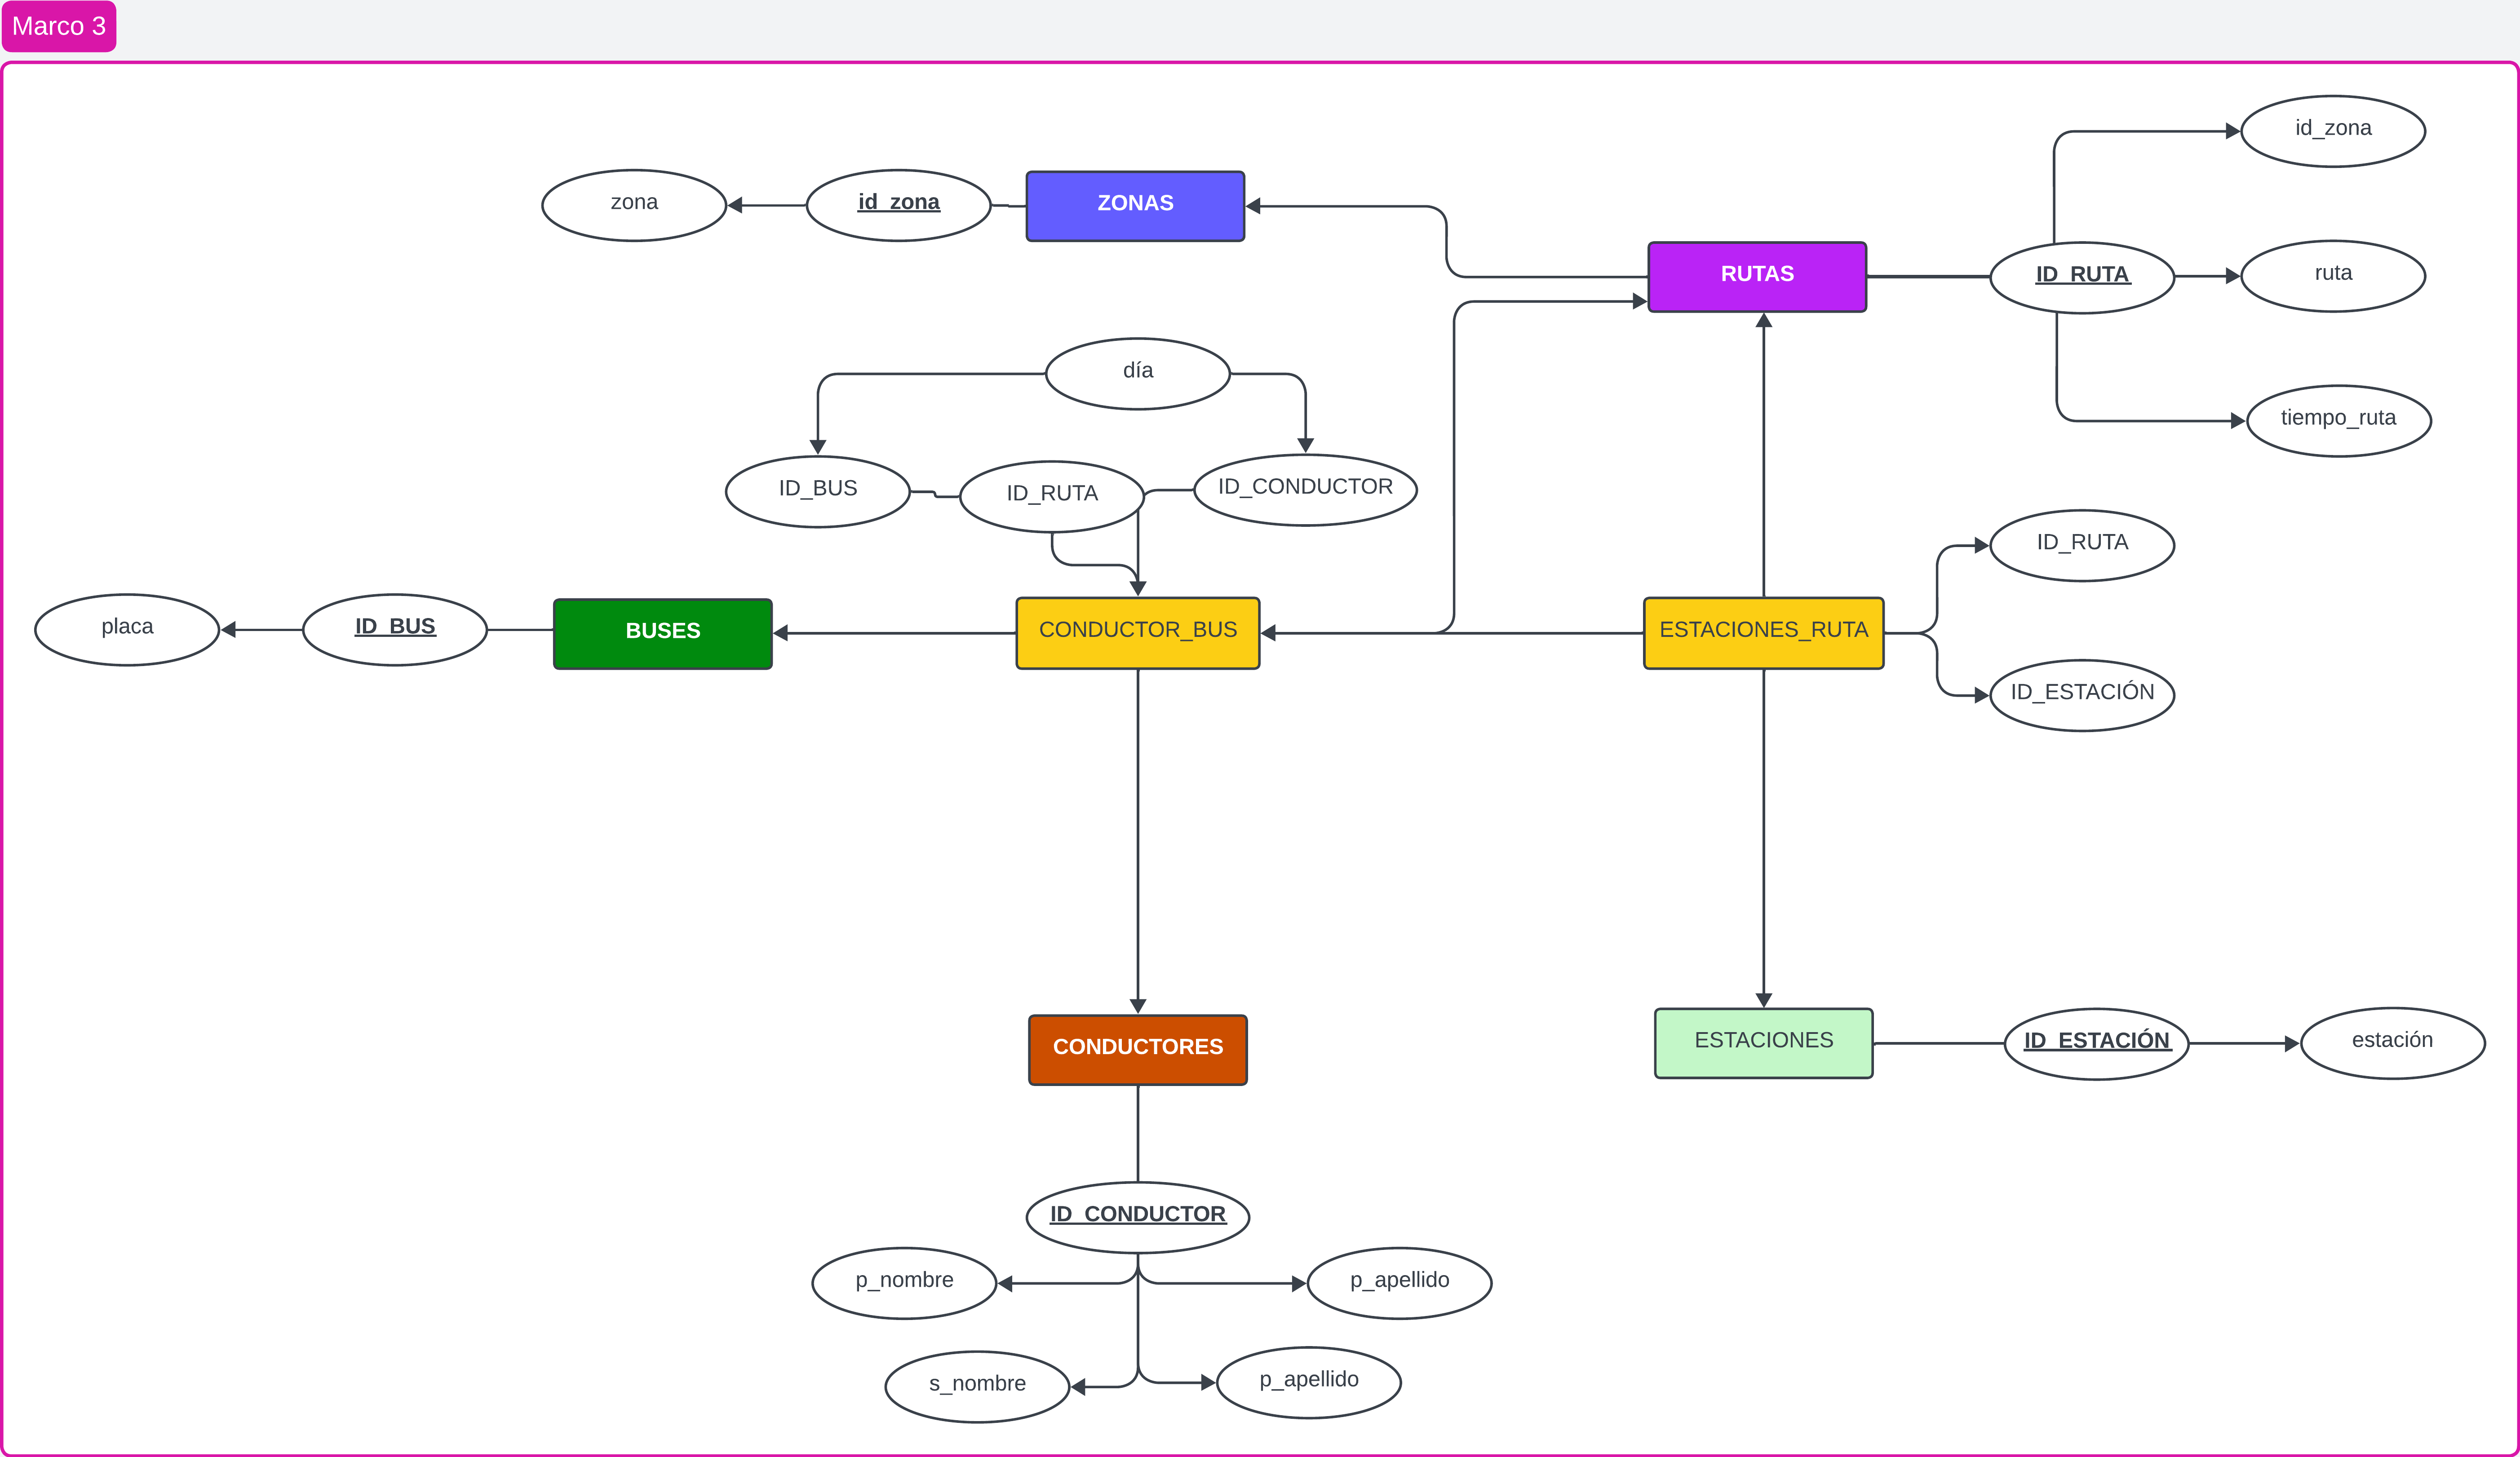 Marco 3
id_zona
zona
id_zona
ZONAS
RUTAS
ID_RUTA
ruta
día
tiempo_ruta
ID_BUS
ID_RUTA
ID_CONDUCTOR
ID_RUTA
placa
ID_BUS
BUSES
CONDUCTOR_BUS
ESTACIONES_RUTA
ID_ESTACIÓN
CONDUCTORES
ESTACIONES
ID_ESTACIÓN
estación
ID_CONDUCTOR
p_nombre
p_apellido
s_nombre
p_apellido